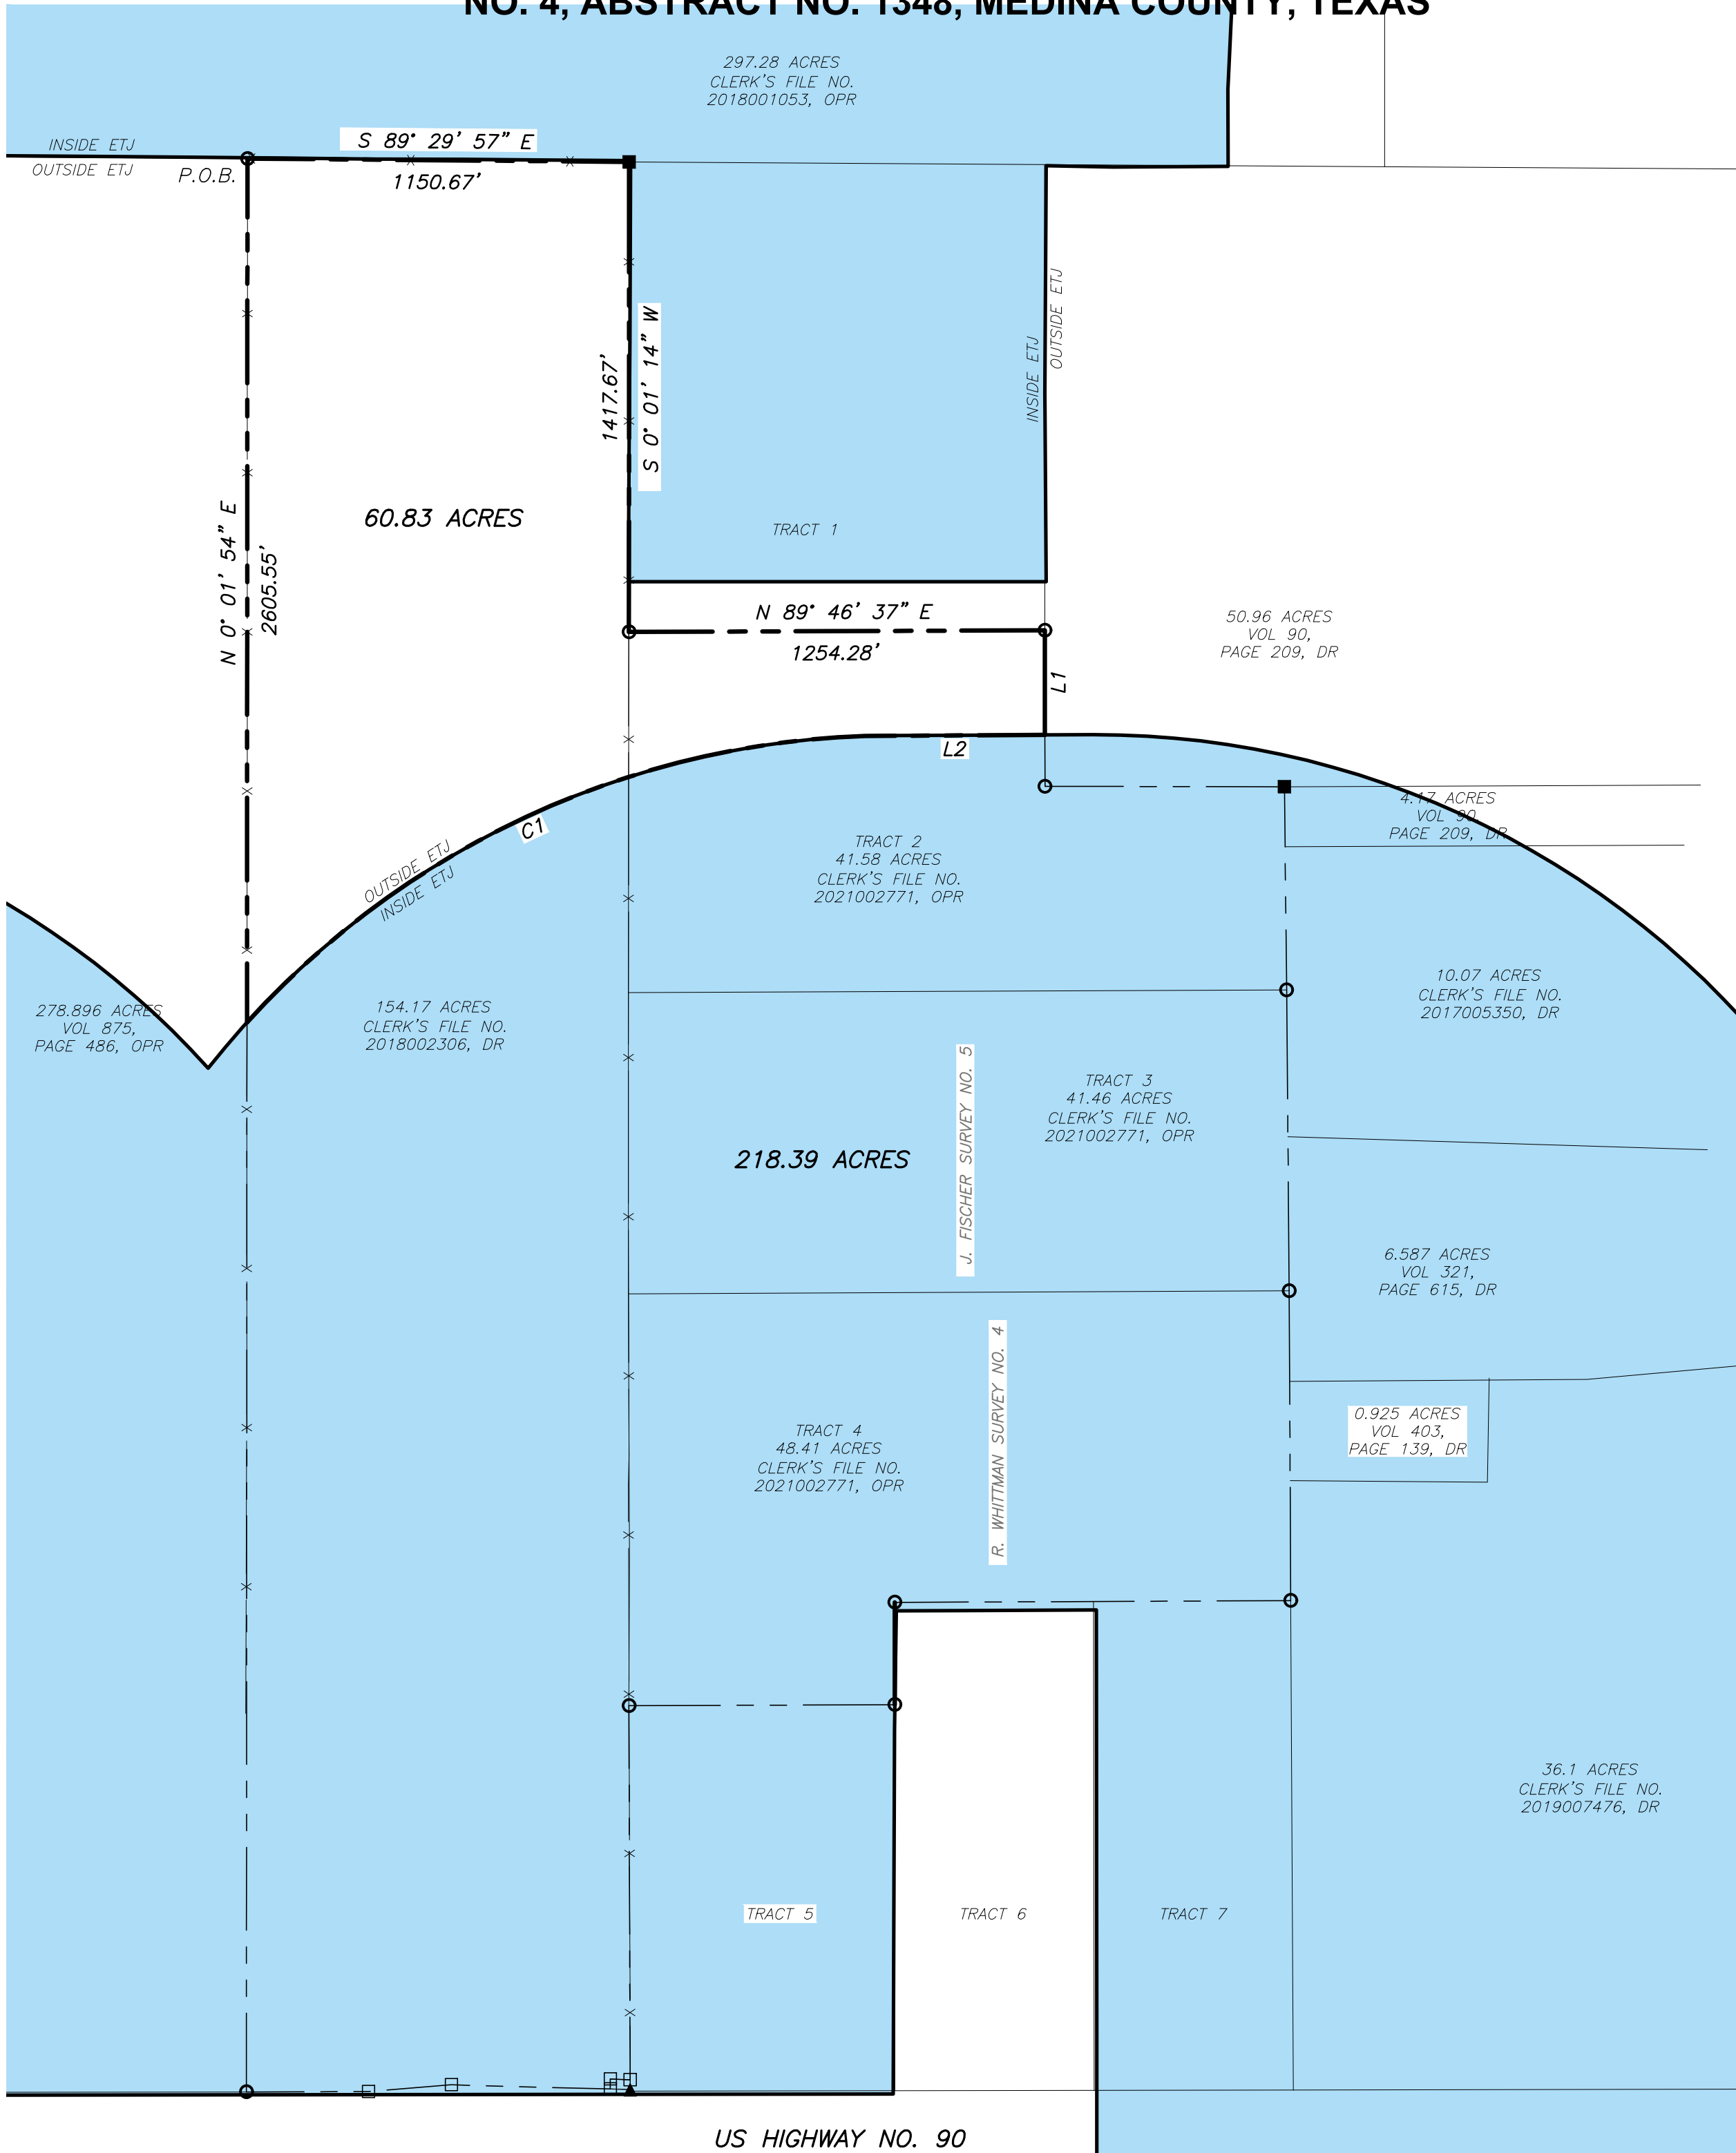 NO. 4, ABSTRACT NO. 1348, MEDINA COUNTY, TEXAS
297.28 ACRES
CLERK'S FILE NO.
2018001053, OPR
INSIDE ETJ
OUTSIDE ETJ
P.O.B.
S 89° 29' 57" E
1150.67'
1417.67'
S 0° 01' 14" W
INSIDE ETJ
OUTSIDE ETJ
N 0° 01' 54" E
2605.55'
60.83 ACRES
TRACT 1
N 89° 46' 37" E
1254.28'
L1
50.96 ACRES
VOL 90,
PAGE 209, DR
L2
C1
OUTSIDE ETJ
INSIDE ETJ
4.17 ACRES
VOL 90,
PAGE 209, DR
TRACT 2
41.58 ACRES
CLERK'S FILE NO.
2021002771, OPR
278.896 ACRES
VOL 875,
PAGE 486, OPR
154.17 ACRES
CLERK'S FILE NO.
2018002306, DR
10.07 ACRES
CLERK'S FILE NO.
2017005350, DR
J. FISCHER SURVEY NO. 5
TRACT 3
41.46 ACRES
CLERK'S FILE NO.
2021002771, OPR
218.39 ACRES
6.587 ACRES
VOL 321,
PAGE 615, DR
R. WHITTMAN SURVEY NO. 4
0.925 ACRES
VOL 403,
PAGE 139, DR
TRACT 4
48.41 ACRES
CLERK'S FILE NO.
2021002771, OPR
36.1 ACRES
CLERK'S FILE NO.
2019007476, DR
TRACT 5
TRACT 6
TRACT 7
US HIGHWAY NO. 90